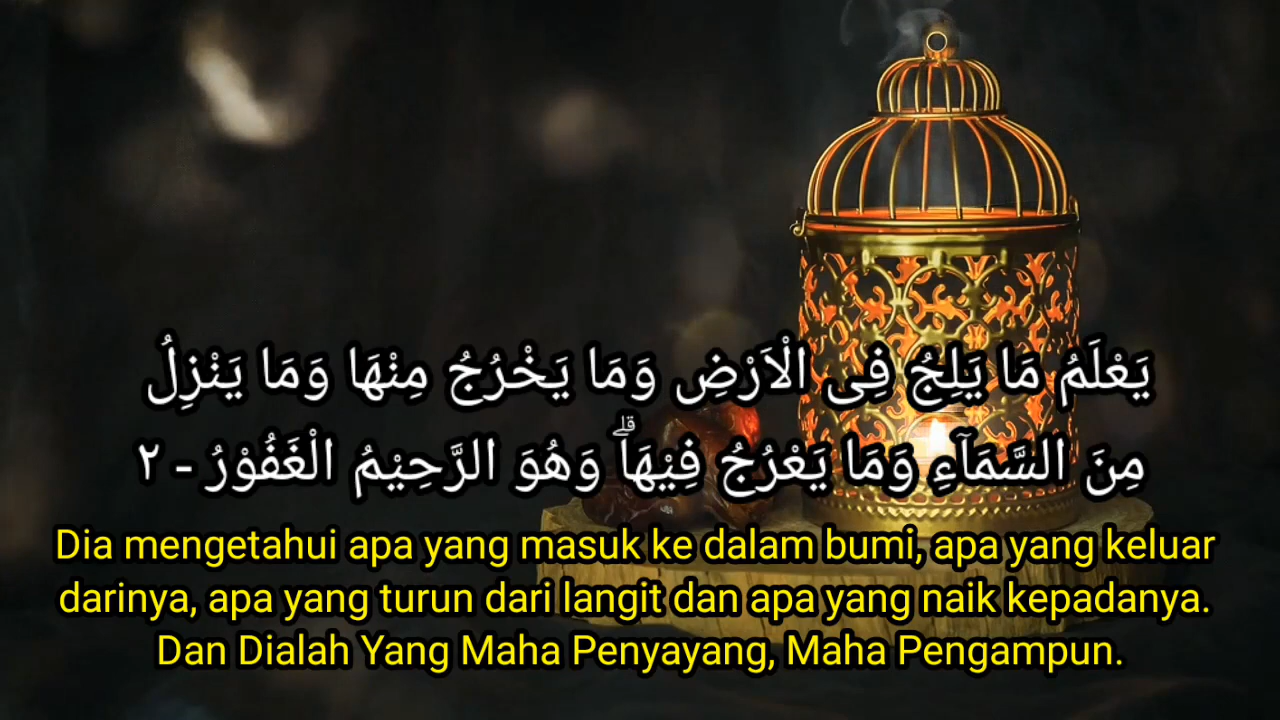 يَعْلَمُ مَا يَلِجُ فِى الْاَرْضِ وَمَا يَخْرُجُ مِنْهَا وَمَا يَنْزِلُ
مِنَ السَّمَاۤءِ وَمَا يَعْرُجُ فِيْهَاۗ وَهُوَ الرَّحِيْمُ الْغَفُوْرُ - ٢
Dia mengetahui apa yang masuk ke dalam bumi, apa yang keluar
darinya, apa yang turun dari langit dan apa yang naik kepadanya.
Dan Dialah Yang Maha Penyayang, Maha Pengampun.